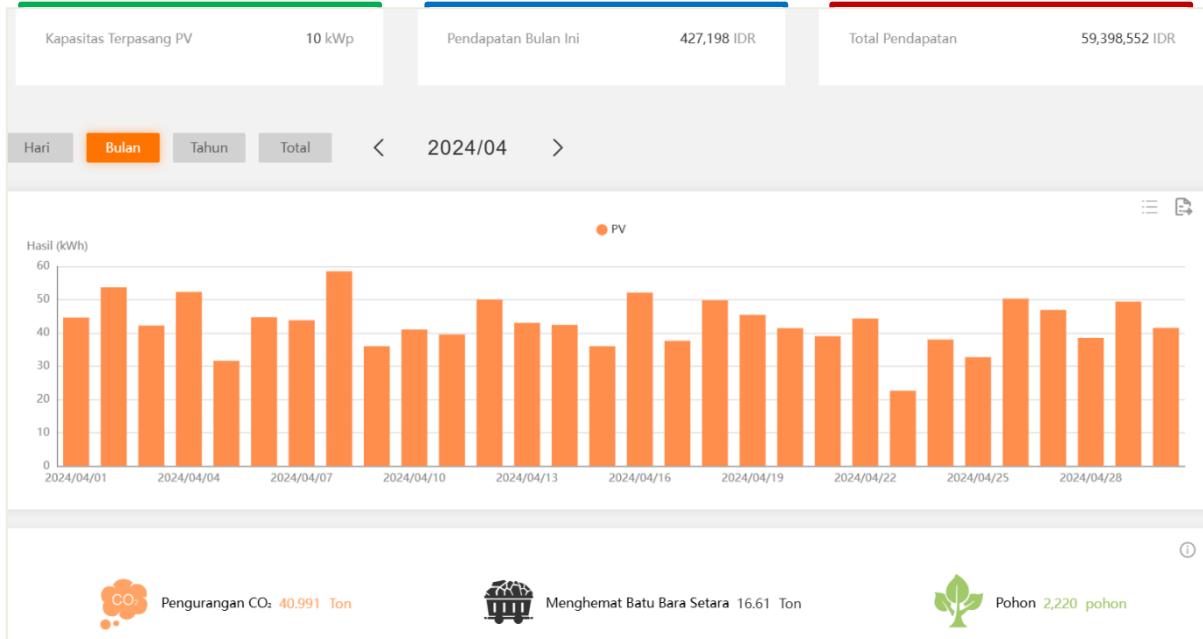 Kapasitas Terpasang PV 10 kWp
Pendapatan Bulan Ini 427,198 IDR
Total Pendapatan 59,398,552 IDR
Hari Bulan Tahun Total < 2024/04 >
PV
Hasil (kWh)
60
50
40
30
20
10
0
2024/04/01 2024/04/04 2024/04/07 2024/04/10 2024/04/13 2024/04/16 2024/04/19 2024/04/22 2024/04/25 2024/04/28
CO₂ Pengurangan CO₂ 40.991 Ton
Menghemat Batu Bara Setara 16.61 Ton
Pohon 2,220 pohon